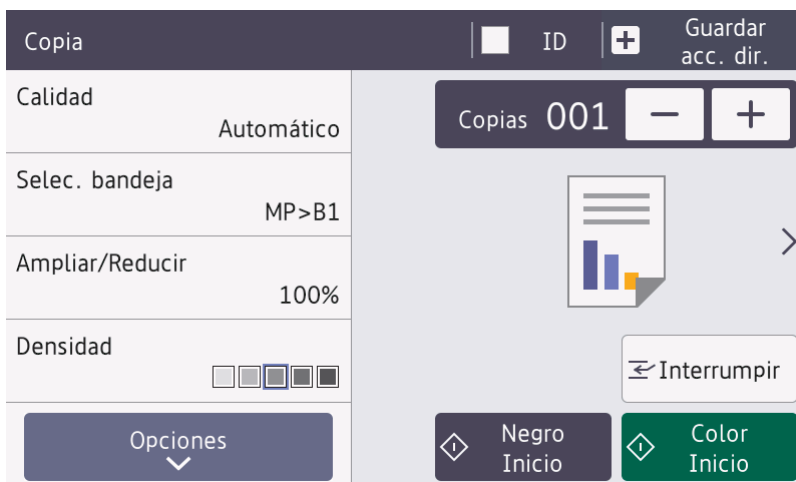 Copia
ID
Guardar
acc. dir.
Calidad
Automático
Copias 001
Selec. bandeja
MP>B1
Ampliar/Reducir
100%
Densidad
Interrumpir
Opciones
Negro
Inicio
Color
Inicio